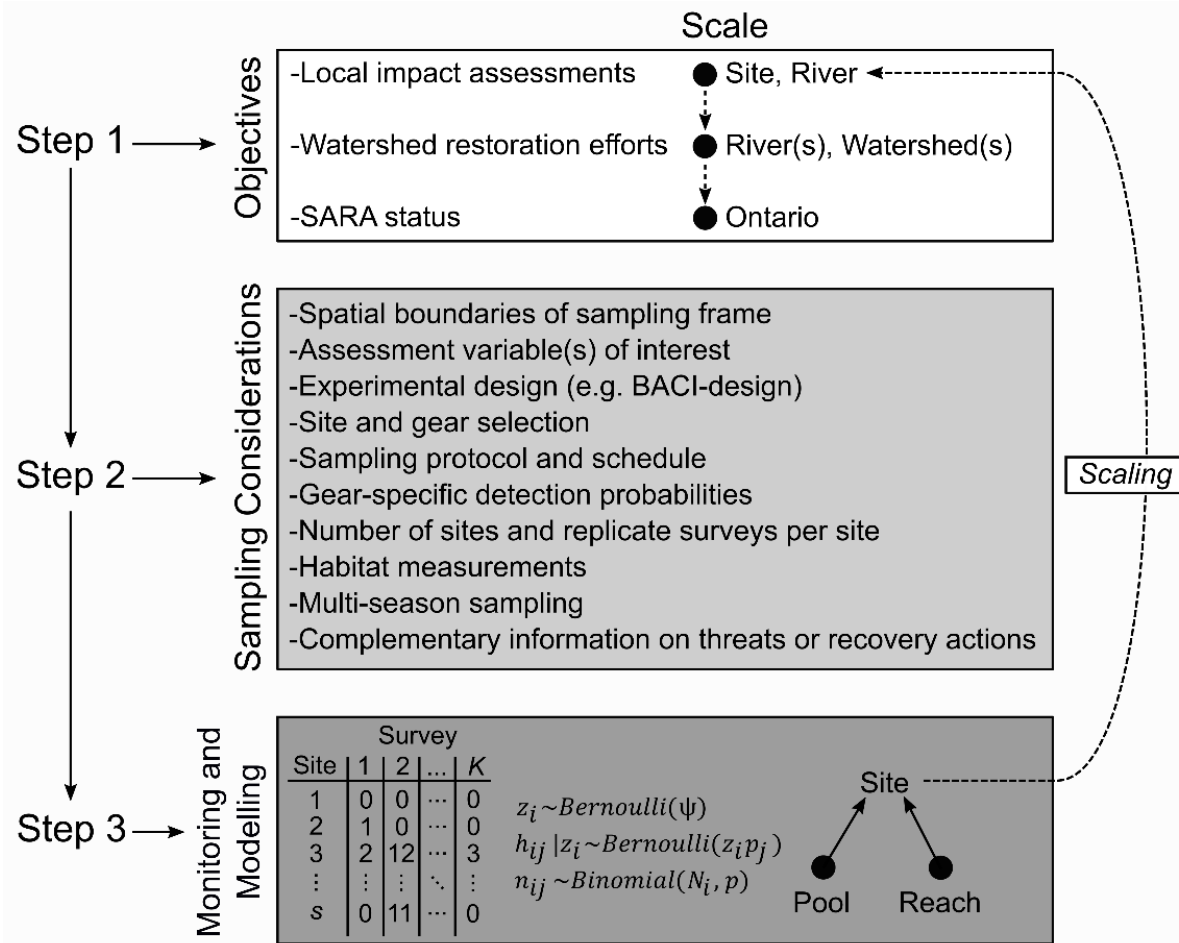 Scale
Step 1
Objectives
-Local impact assessments
Site, River
-Watershed restoration efforts
River(s), Watershed(s)
-SARA status
Ontario
Step 2
Sampling Considerations
-Spatial boundaries of sampling frame
-Assessment variable(s) of interest
-Experimental design (e.g. BACI-design)
-Site and gear selection
-Sampling protocol and schedule
-Gear-specific detection probabilities
-Number of sites and replicate surveys per site
-Habitat measurements
-Multi-season sampling
-Complementary information on threats or recovery actions
Scaling
Step 3
Monitoring and
Modelling
Survey
Site 1 2 ... K
1 0 0 ⋯ 0
2 1 0 ⋯ 0
3 2 12 ⋯ 3
⋮ ⋮ ⋮ ⋱ ⋮
s 0 11 ⋯ 0
z_i~Bernoulli(ψ)
h_ij|z_i~Bernoulli(z_i p_j)
n_ij~Binomial(N_i, p)
Site
Pool
Reach